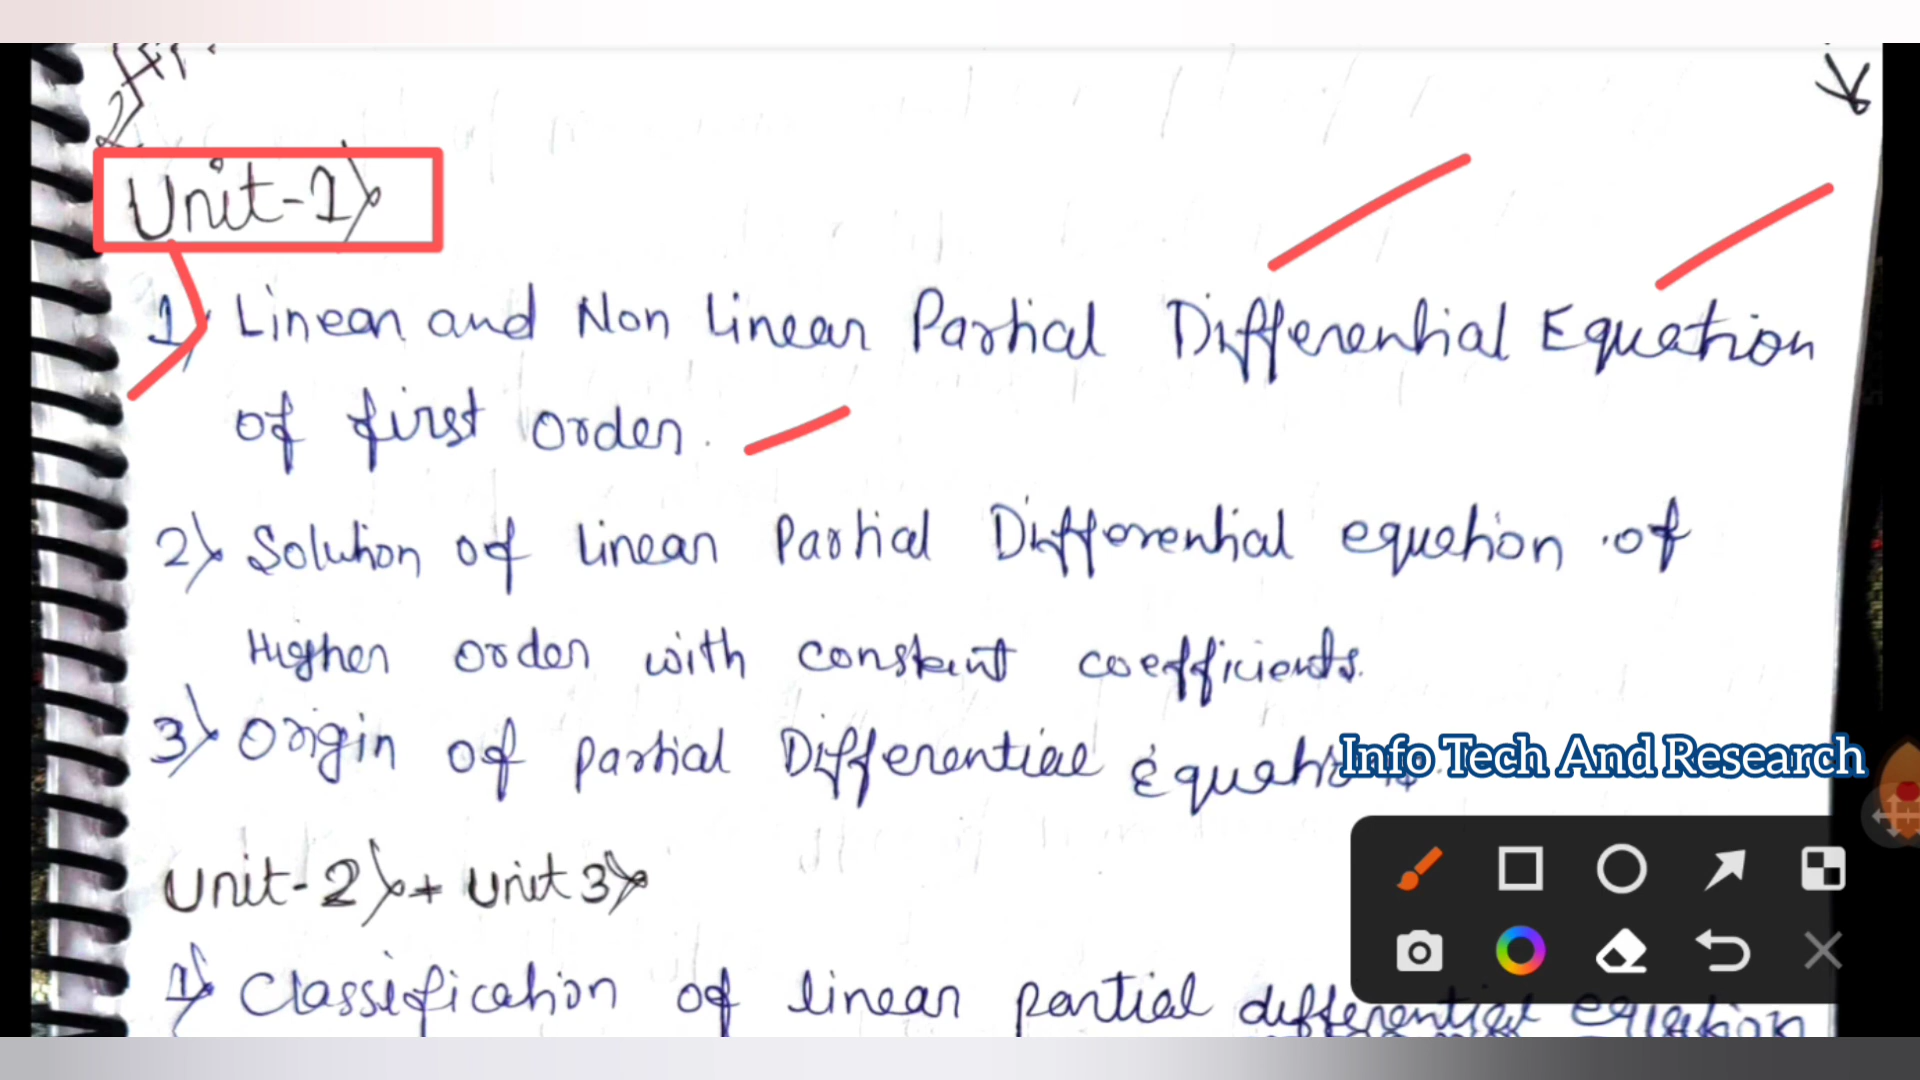 Unit-1
1) Linear and Non Linear Partial Differential Equation
of first order.
2) Solution of linear Partial Differential equation of
Higher order with constant coefficients.
3) Origin of partial Differential Equations
Info Tech And Research
Unit-2 + Unit 3
1) Classification of linear partial differential equation